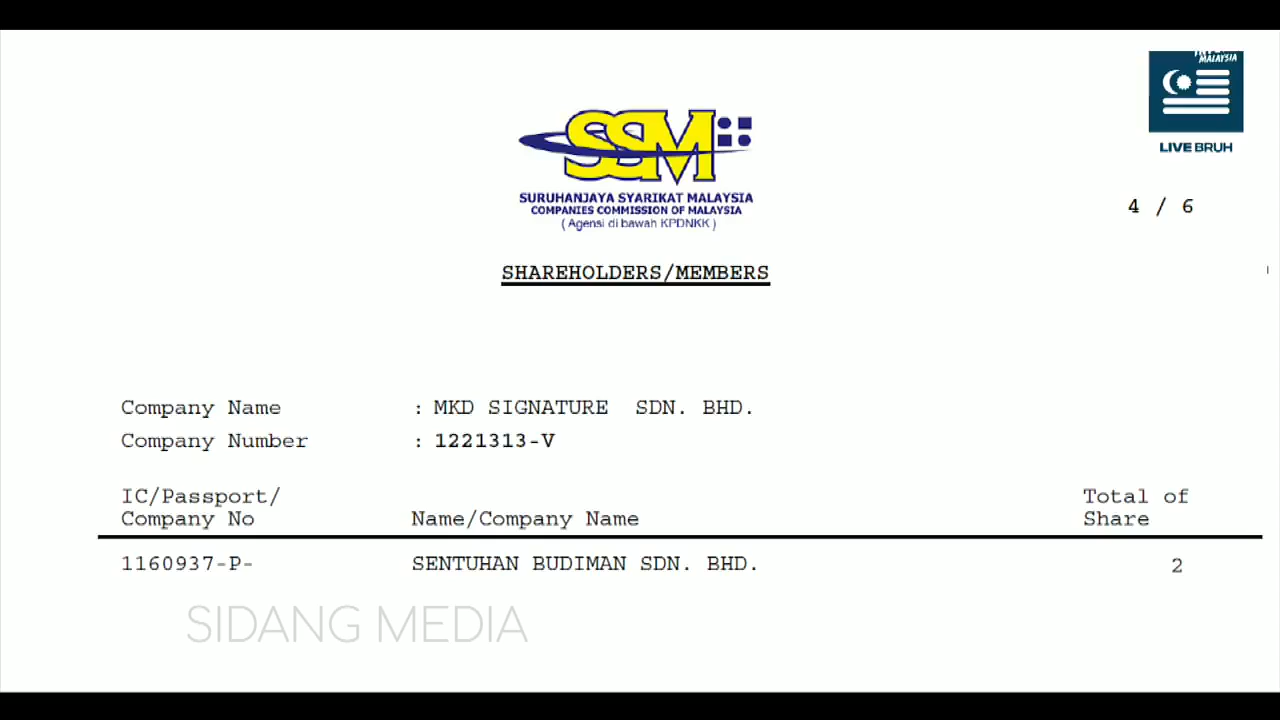 MALAYSIA
LIVE BRUH
SSM
SURUHANJAYA SYARIKAT MALAYSIA
COMPANIES COMMISSION OF MALAYSIA
( Agensi di bawah KPDNKK )
4 / 6
SHAREHOLDERS/MEMBERS
Company Name : MKD SIGNATURE SDN. BHD.
Company Number : 1221313-V
IC/Passport/ Total of
Company No Name/Company Name Share
1160937-P- SENTUHAN BUDIMAN SDN. BHD. 2
SIDANG MEDIA